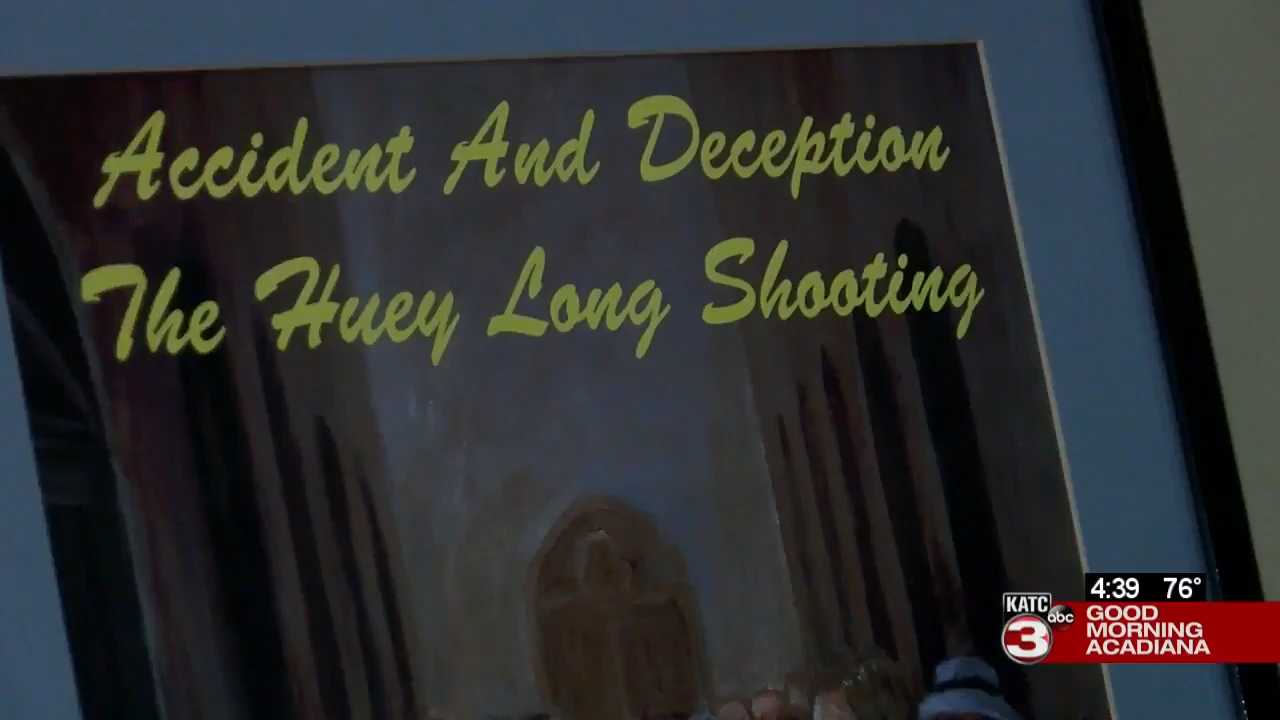 Accident And Deception
The Huey Long Shooting
4:39 76°
KATC
abc
3
GOOD
MORNING
ACADIANA